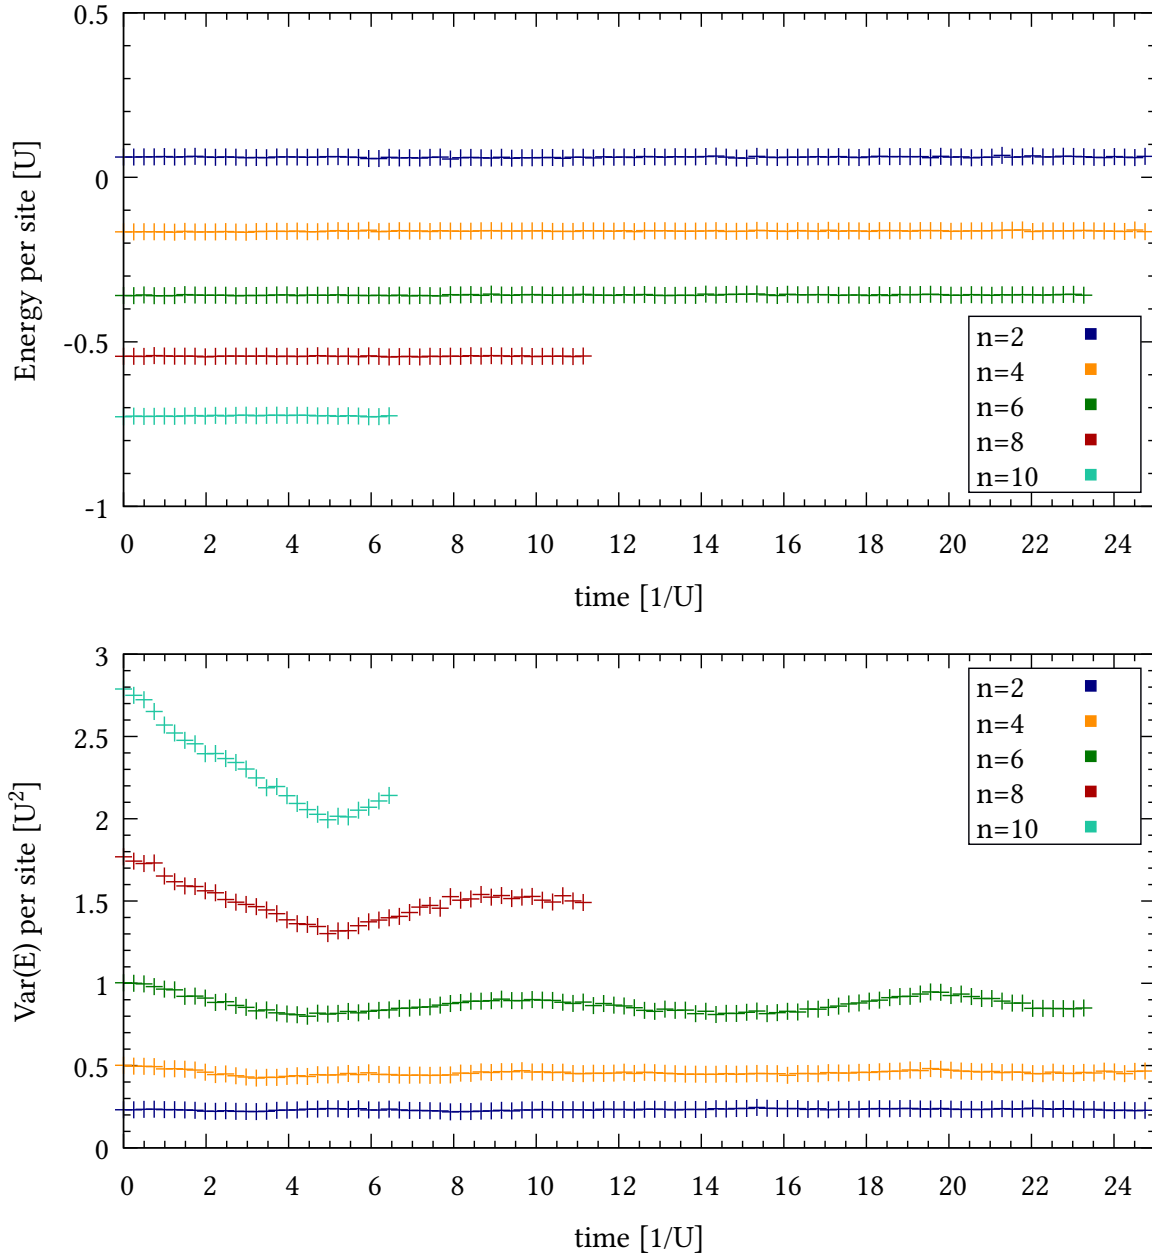 0.5
0
-0.5
-1
Energy per site [U]
n=2
n=4
n=6
n=8
n=10
0 2 4 6 8 10 12 14 16 18 20 22 24
time [1/U]
3
2.5
2
1.5
1
0.5
0
Var(E) per site [U²]
n=2
n=4
n=6
n=8
n=10
0 2 4 6 8 10 12 14 16 18 20 22 24
time [1/U]